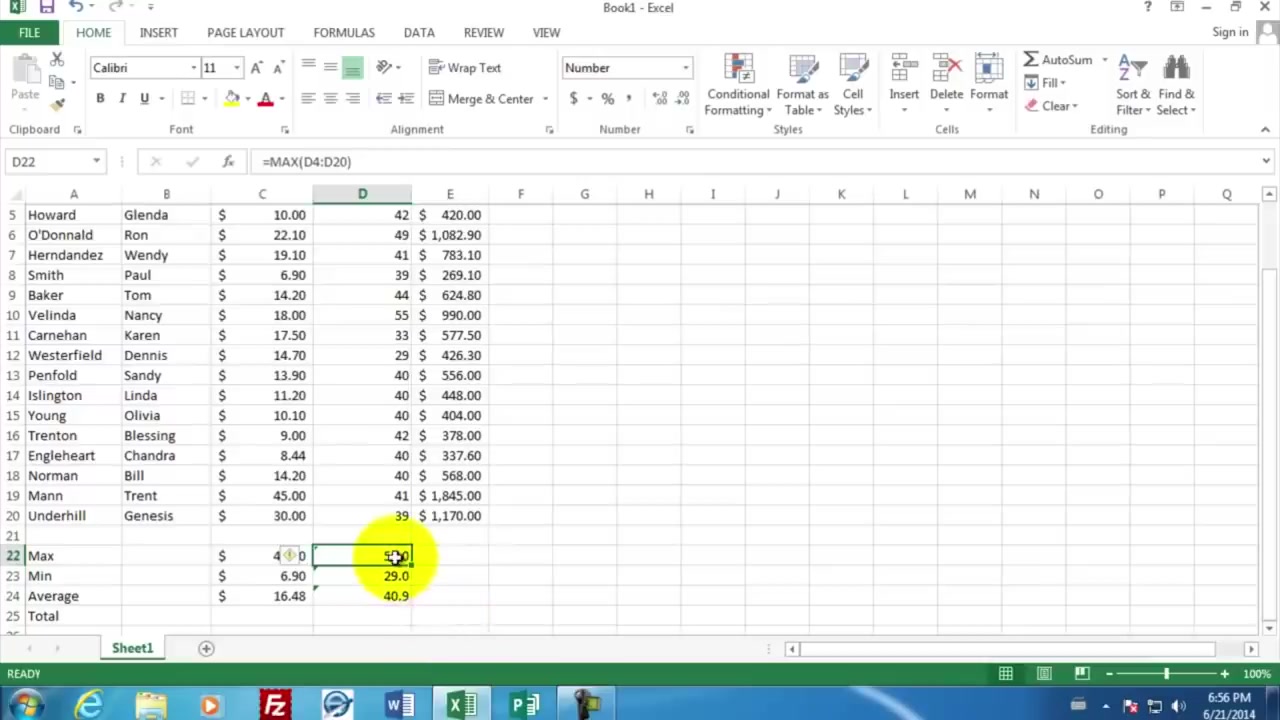 Book1 - Excel
?
FILE HOME INSERT PAGE LAYOUT FORMULAS DATA REVIEW VIEW Sign in
Paste
Calibri 11
B I U
Wrap Text
Merge & Center
Number
$ % ,
Conditional Formatting
Format as Table
Cell Styles
Insert
Delete
Format
AutoSum
Fill
Clear
Sort & Filter
Find & Select
Clipboard Font Alignment Number Styles Cells Editing
D22 fx =MAX(D4:D20)
A B C D E F G H I J K L M N O P Q
5 Howard Glenda $ 10.00 42 $ 420.00
6 O'Donnald Ron $ 22.10 49 $ 1,082.90
7 Herndandez Wendy $ 19.10 41 $ 783.10
8 Smith Paul $ 6.90 39 $ 269.10
9 Baker Tom $ 14.20 44 $ 624.80
10 Velinda Nancy $ 18.00 55 $ 990.00
11 Carnehan Karen $ 17.50 33 $ 577.50
12 Westerfield Dennis $ 14.70 29 $ 426.30
13 Penfold Sandy $ 13.90 40 $ 556.00
14 Islington Linda $ 11.20 40 $ 448.00
15 Young Olivia $ 10.10 40 $ 404.00
16 Trenton Blessing $ 9.00 42 $ 378.00
17 Engleheart Chandra $ 8.44 40 $ 337.60
18 Norman Bill $ 14.20 40 $ 568.00
19 Mann Trent $ 45.00 41 $ 1,845.00
20 Underhill Genesis $ 30.00 39 $ 1,170.00
21
22 Max $
23 Min $ 6.90 29.0
24 Average $ 16.48 40.9
25 Total
Sheet1
READY 100%
6:56 PM
6/21/2014